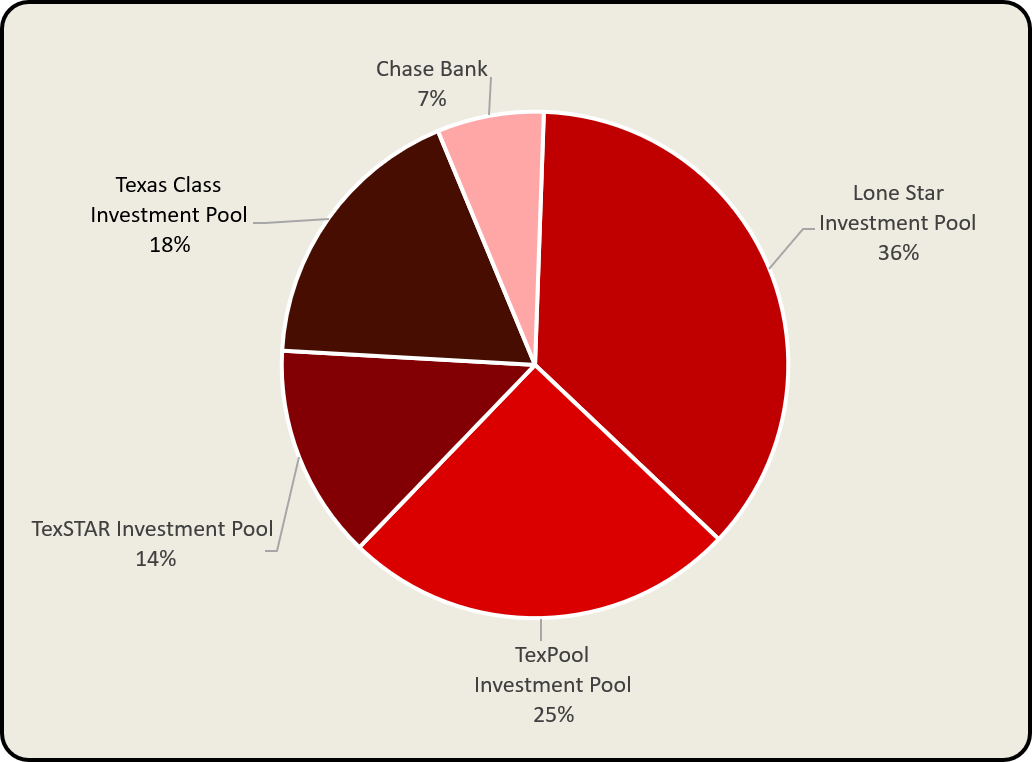 Chase Bank
7%
Lone Star
Investment Pool
36%
Texas Class
Investment Pool
18%
TexSTAR Investment Pool
14%
TexPool
Investment Pool
25%